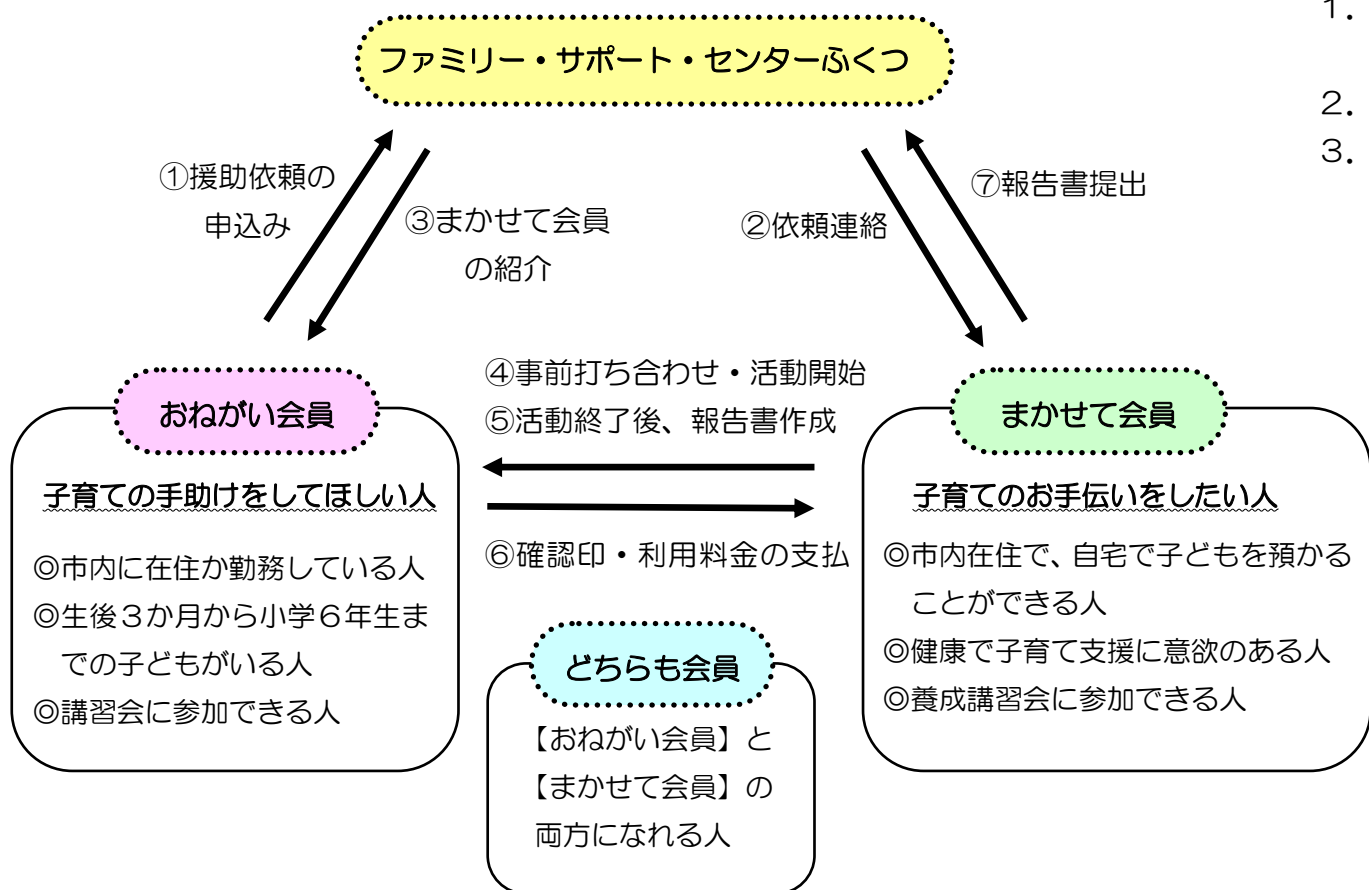 ファミリー・サポート・センターふくつ
1.
2.
3.
①援助依頼の
申込み
③まかせて会員
の紹介
②依頼連絡
⑦報告書提出
④事前打ち合わせ・活動開始
⑤活動終了後、報告書作成
⑥確認印・利用料金の支払
おねがい会員
子育ての手助けをしてほしい人
◎市内に在住か勤務している人
◎生後３か月から小学６年生ま
での子どもがいる人
◎講習会に参加できる人
どちらも会員
【おねがい会員】と
【まかせて会員】の
両方になれる人
まかせて会員
子育てのお手伝いをしたい人
◎市内在住で、自宅で子どもを預かる
ことができる人
◎健康で子育て支援に意欲のある人
◎養成講習会に参加できる人